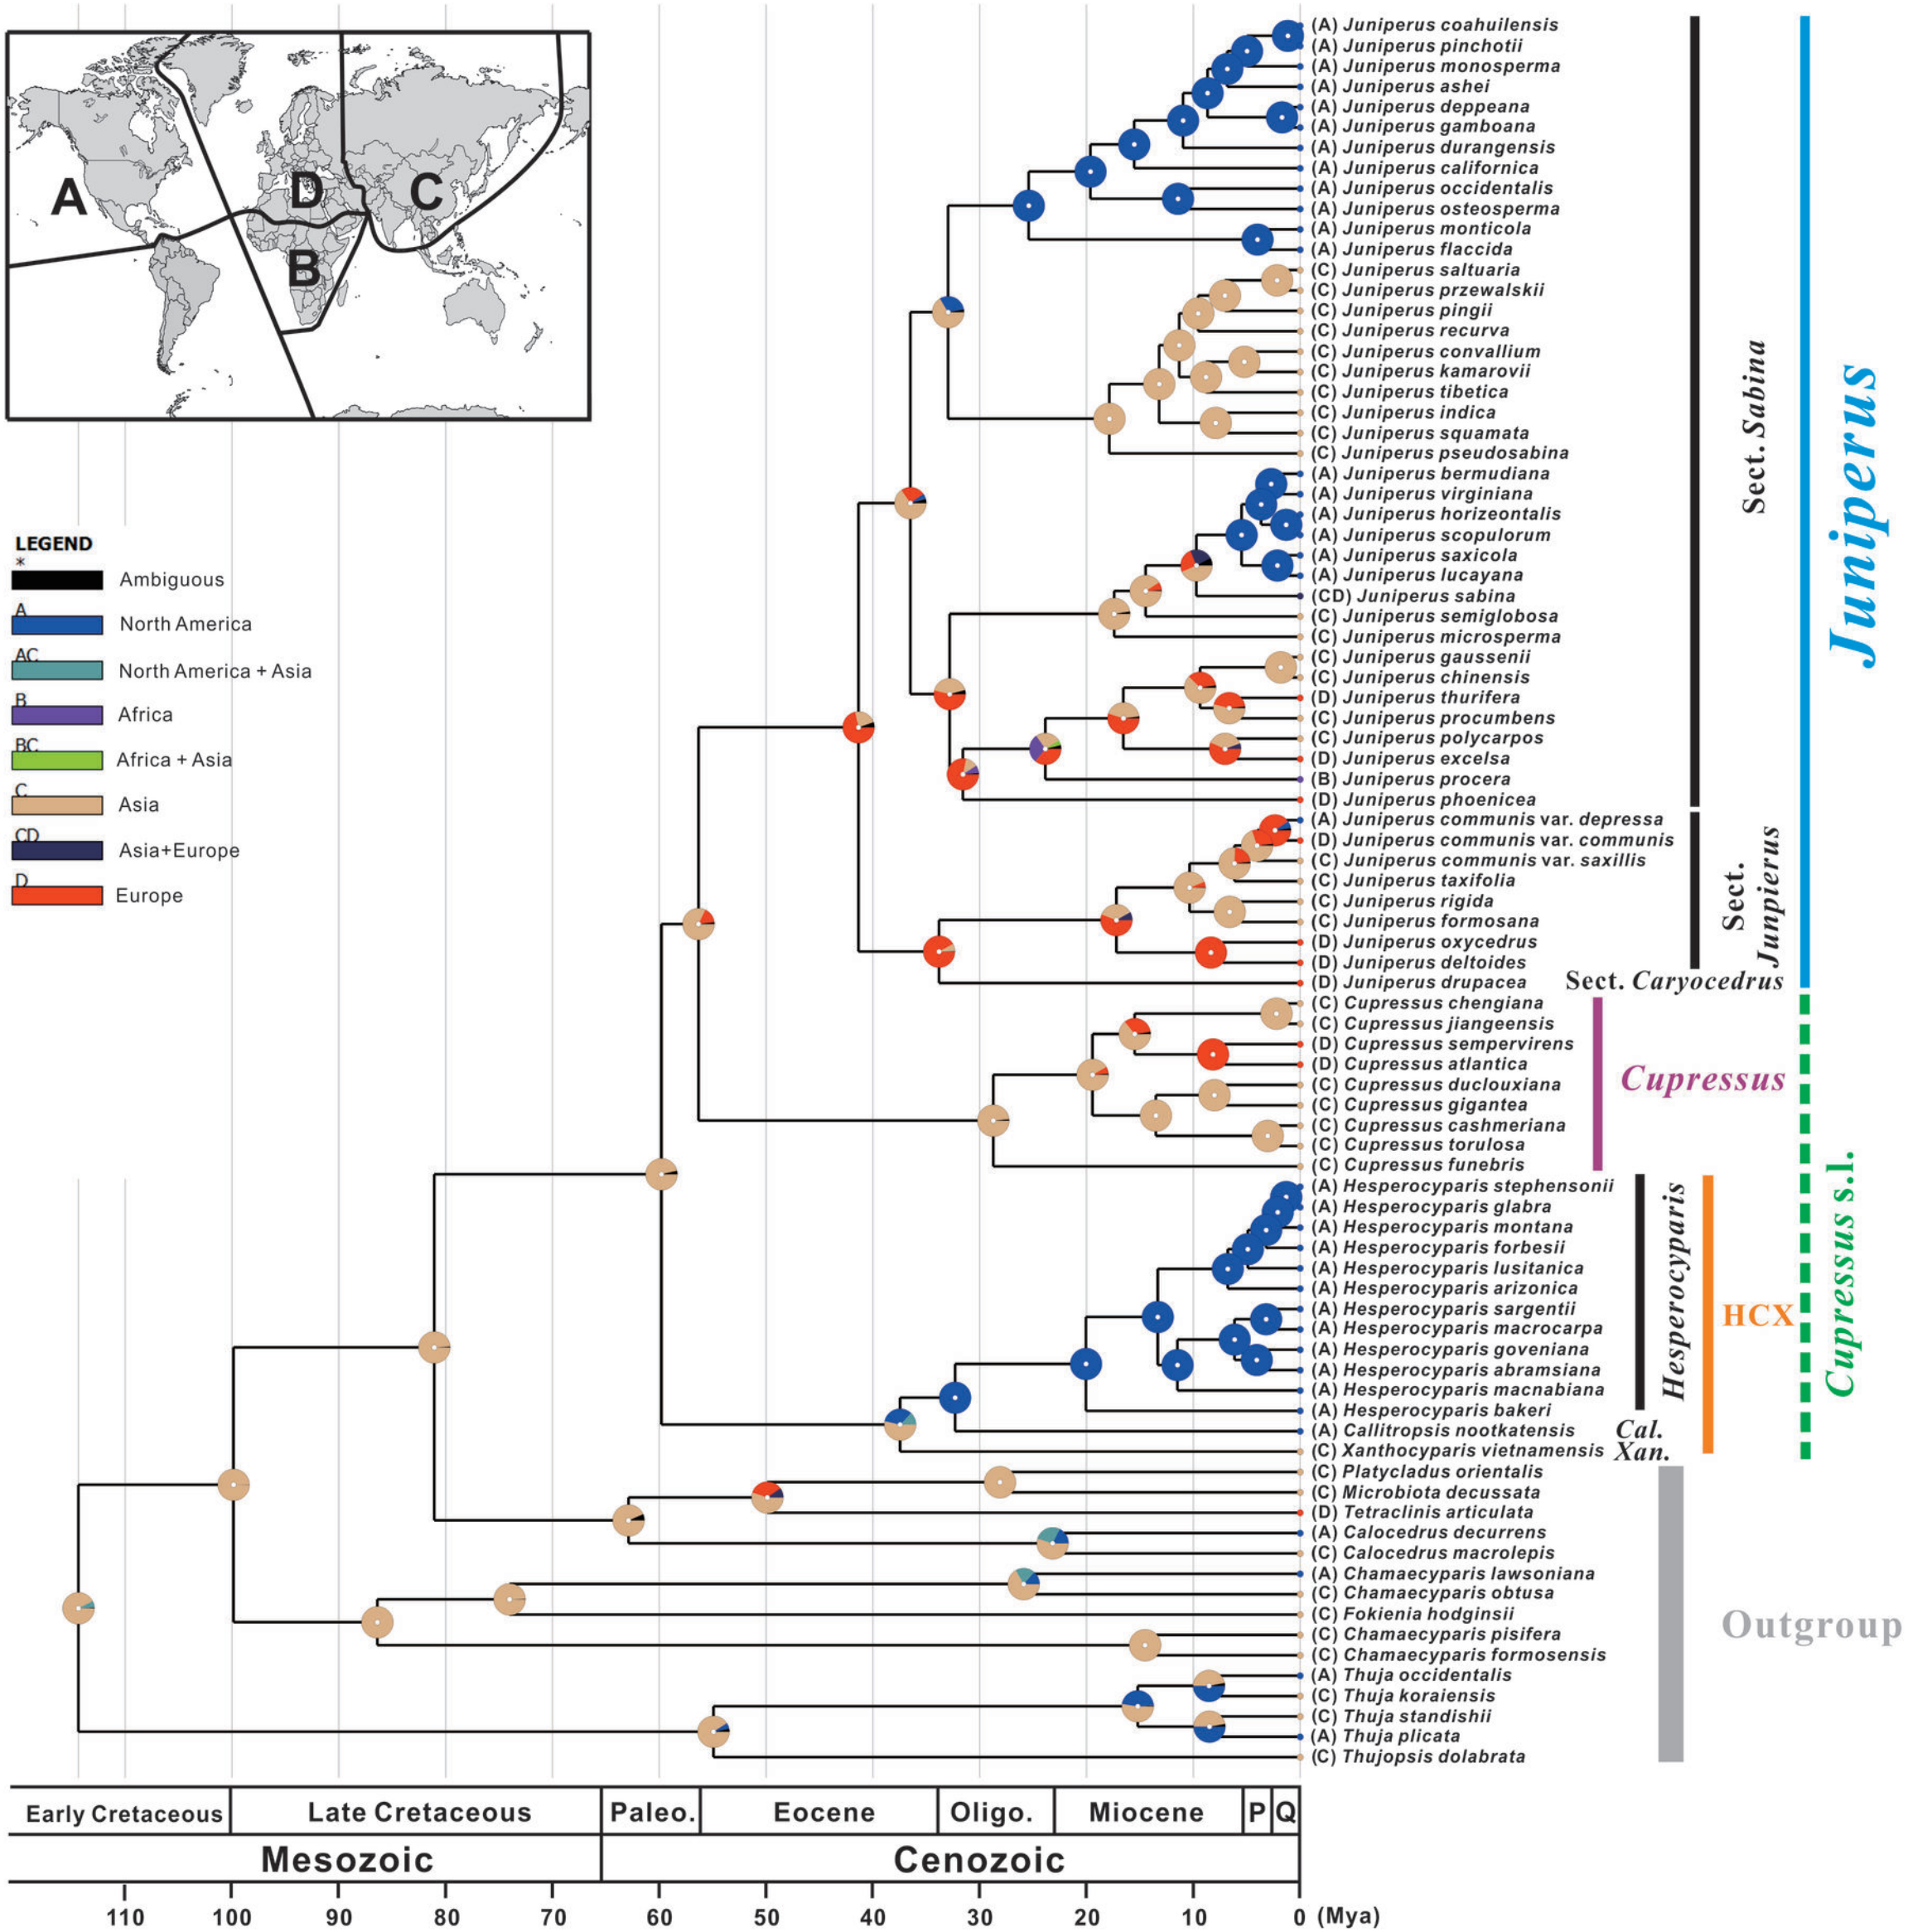 A
B
C
D
LEGEND
*
Ambiguous
A
North America
AC
North America + Asia
B
Africa
BC
Africa + Asia
C
Asia
CD
Asia+Europe
D
Europe
(A) Juniperus coahuilensis
(A) Juniperus pinchotii
(A) Juniperus monosperma
(A) Juniperus ashei
(A) Juniperus deppeana
(A) Juniperus gamboana
(A) Juniperus durangensis
(A) Juniperus californica
(A) Juniperus occidentalis
(A) Juniperus osteosperma
(A) Juniperus monticola
(A) Juniperus flaccida
(C) Juniperus saltuaria
(C) Juniperus przewalskii
(C) Juniperus pingii
(C) Juniperus recurva
(C) Juniperus convallium
(C) Juniperus kamarovii
(C) Juniperus tibetica
(C) Juniperus indica
(C) Juniperus squamata
(C) Juniperus pseudosabina
(A) Juniperus bermudiana
(A) Juniperus virginiana
(A) Juniperus horizeontalis
(A) Juniperus scopulorum
(A) Juniperus saxicola
(A) Juniperus lucayana
(CD) Juniperus sabina
(C) Juniperus semiglobosa
(C) Juniperus microsperma
(C) Juniperus gaussenii
(C) Juniperus chinensis
(D) Juniperus thurifera
(C) Juniperus procumbens
(C) Juniperus polycarpos
(D) Juniperus excelsa
(B) Juniperus procera
(D) Juniperus phoenicea
(A) Juniperus communis var. depressa
(D) Juniperus communis var. communis
(C) Juniperus communis var. saxillis
(C) Juniperus taxifolia
(C) Juniperus rigida
(C) Juniperus formosana
(D) Juniperus oxycedrus
(D) Juniperus deltoides
(D) Juniperus drupacea
(C) Cupressus chengiana
(C) Cupressus jiangeensis
(D) Cupressus sempervirens
(D) Cupressus atlantica
(C) Cupressus duclouxiana
(C) Cupressus gigantea
(C) Cupressus cashmeriana
(C) Cupressus torulosa
(C) Cupressus funebris
(A) Hesperocyparis stephensonii
(A) Hesperocyparis glabra
(A) Hesperocyparis montana
(A) Hesperocyparis forbesii
(A) Hesperocyparis lusitanica
(A) Hesperocyparis arizonica
(A) Hesperocyparis sargentii
(A) Hesperocyparis macrocarpa
(A) Hesperocyparis goveniana
(A) Hesperocyparis abramsiana
(A) Hesperocyparis macnabiana
(A) Hesperocyparis bakeri
(A) Callitropsis nootkatensis
(C) Xanthocyparis vietnamensis
(C) Platycladus orientalis
(C) Microbiota decussata
(D) Tetraclinis articulata
(A) Calocedrus decurrens
(C) Calocedrus macrolepis
(A) Chamaecyparis lawsoniana
(C) Chamaecyparis obtusa
(C) Fokienia hodginsii
(C) Chamaecyparis pisifera
(C) Chamaecyparis formosensis
(A) Thuja occidentalis
(C) Thuja koraiensis
(C) Thuja standishii
(A) Thuja plicata
(C) Thujopsis dolabrata
Sect. Sabina
Juniperus
Sect.
Junpierus
Sect. Caryocedrus
Cupressus
Hesperocyparis
HCX
Cupressus s.l.
Cal.
Xan.
Outgroup
Early Cretaceous
Late Cretaceous
Paleo.
Eocene
Oligo.
Miocene
P
Q
Mesozoic
Cenozoic
110 100 90 80 70 60 50 40 30 20 10 0 (Mya)